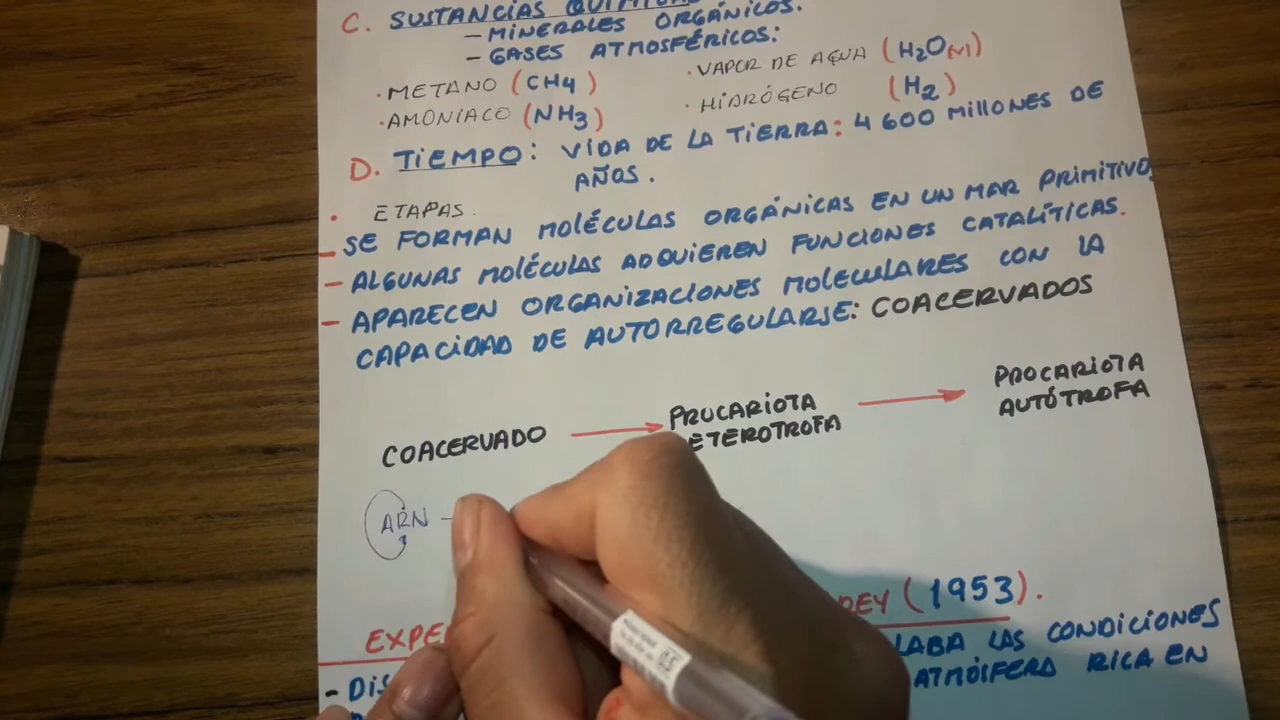 C. SUSTANCIAS
- MINERALES ORGÁNICOS.
- GASES ATMOSFÉRICOS:
· METANO (CH4) · VAPOR DE AGUA (H2O
· AMONIACO (NH3) · HIDRÓGENO (H2)
D. TIEMPO: VIDA DE LA TIERRA: 4 600 MILLONES DE
AÑOS.
· ETAPAS.
- SE FORMAN MOLÉCULAS ORGÁNICAS EN UN MAR PRIMITIVO.
- ALGUNAS MOLÉCULAS ADQUIEREN FUNCIONES CATALÍTICAS.
- APARECEN ORGANIZACIONES MOLECULARES CON LA
CAPACIDAD DE AUTORREGULARSE: COACERVADOS
COACERVADO → PROCARIOTA → PROCARIOTA
ETEROTROFA AUTÓTROFA
ARN
(1953).
LAS CONDICIONES
ATMÓSFERA RICA EN